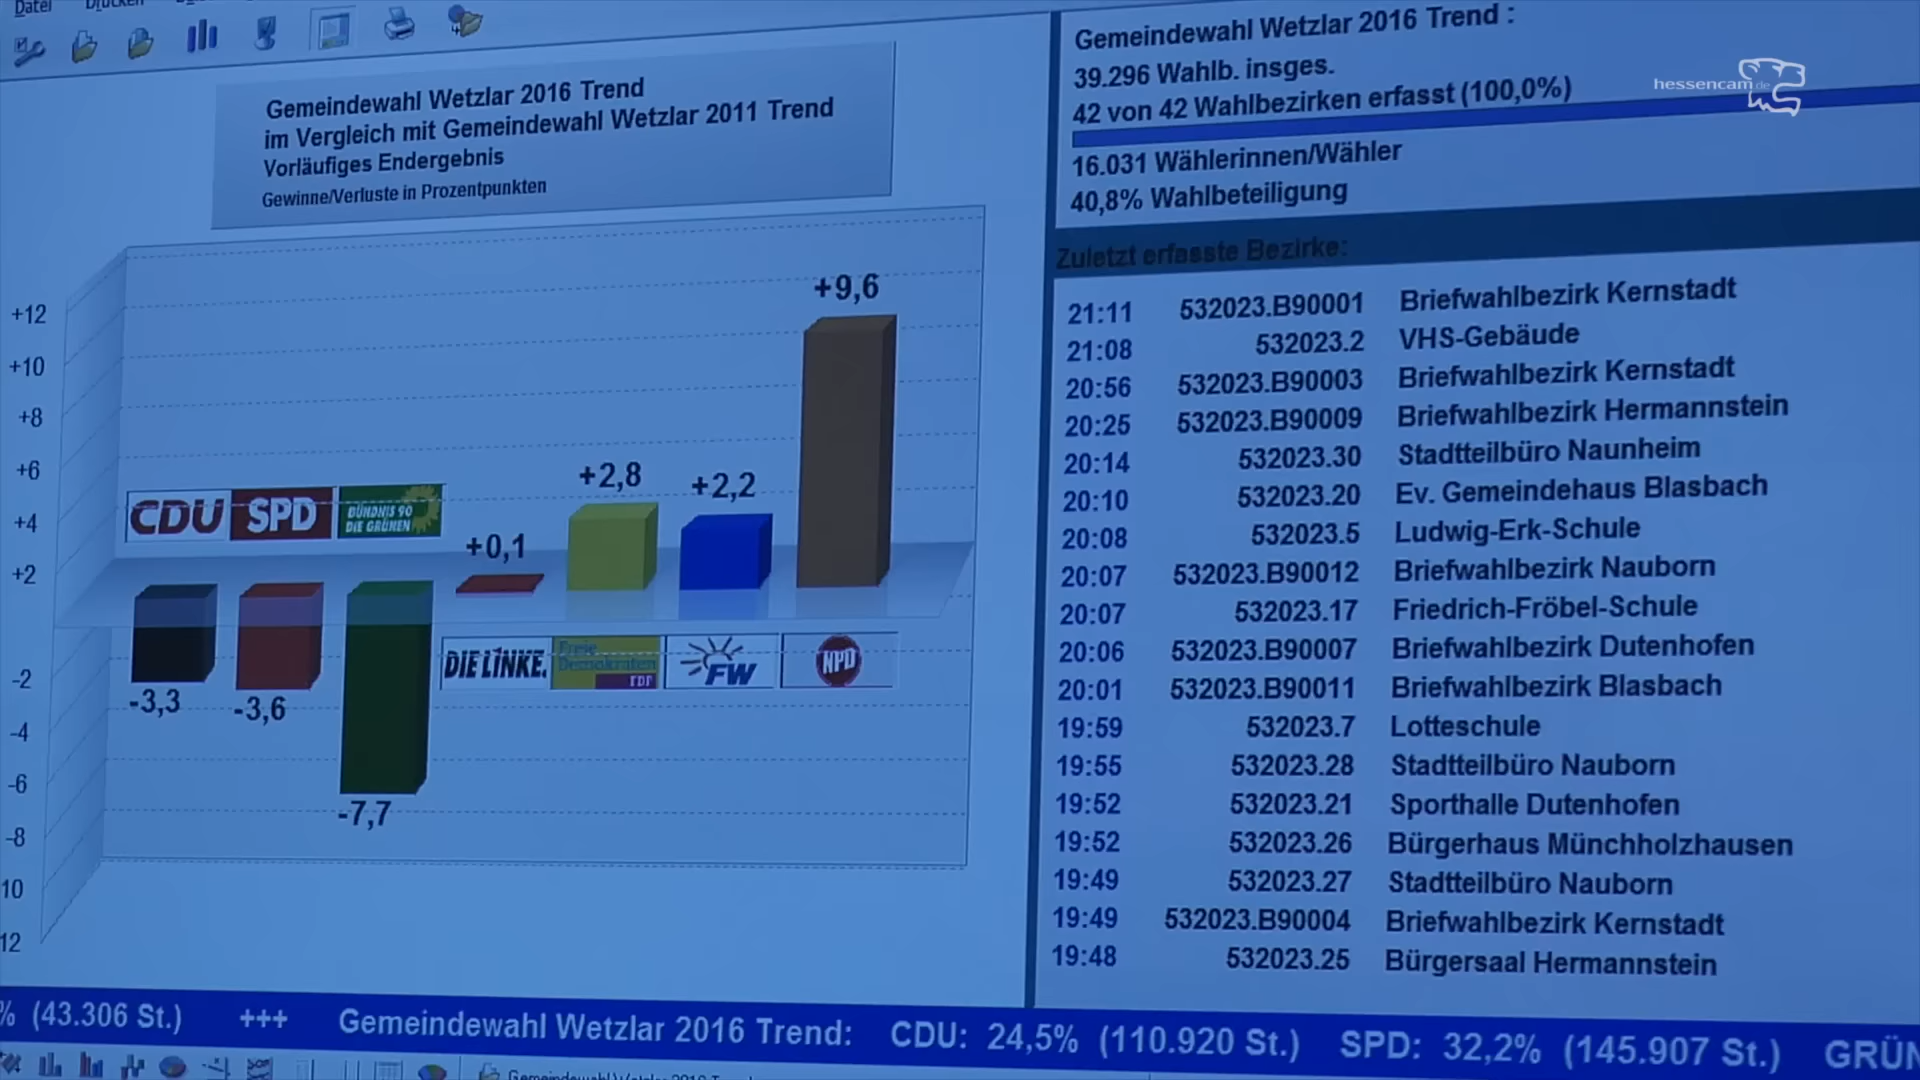 Datei Drucken
Gemeindewahl Wetzlar 2016 Trend
im Vergleich mit Gemeindewahl Wetzlar 2011 Trend
Vorläufiges Endergebnis
Gewinne/Verluste in Prozentpunkten
+12
+10
+8
+6
+4
+2
-2
-4
-6
-8
10
12
+9,6
+2,8
+2,2
+0,1
CDU SPD BÜNDNIS 90
DIE GRÜNEN
DIE LINKE. Freie
Demokraten
FDP
FW
NPD
-3,3
-3,6
-7,7
Gemeindewahl Wetzlar 2016 Trend :
39.296 Wahlb. insges.
42 von 42 Wahlbezirken erfasst (100,0%)
16.031 Wählerinnen/Wähler
40,8% Wahlbeteiligung
hessencam.de
Zuletzt erfasste Bezirke:
21:11 532023.B90001 Briefwahlbezirk Kernstadt
21:08 532023.2 VHS-Gebäude
20:56 532023.B90003 Briefwahlbezirk Kernstadt
20:25 532023.B90009 Briefwahlbezirk Hermannstein
20:14 532023.30 Stadtteilbüro Naunheim
20:10 532023.20 Ev. Gemeindehaus Blasbach
20:08 532023.5 Ludwig-Erk-Schule
20:07 532023.B90012 Briefwahlbezirk Nauborn
20:07 532023.17 Friedrich-Fröbel-Schule
20:06 532023.B90007 Briefwahlbezirk Dutenhofen
20:01 532023.B90011 Briefwahlbezirk Blasbach
19:59 532023.7 Lotteschule
19:55 532023.28 Stadtteilbüro Nauborn
19:52 532023.21 Sporthalle Dutenhofen
19:52 532023.26 Bürgerhaus Münchholzhausen
19:49 532023.27 Stadtteilbüro Nauborn
19:49 532023.B90004 Briefwahlbezirk Kernstadt
19:48 532023.25 Bürgersaal Hermannstein
% (43.306 St.) +++ Gemeindewahl Wetzlar 2016 Trend: CDU: 24,5% (110.920 St.) SPD: 32,2% (145.907 St.) GRÜN